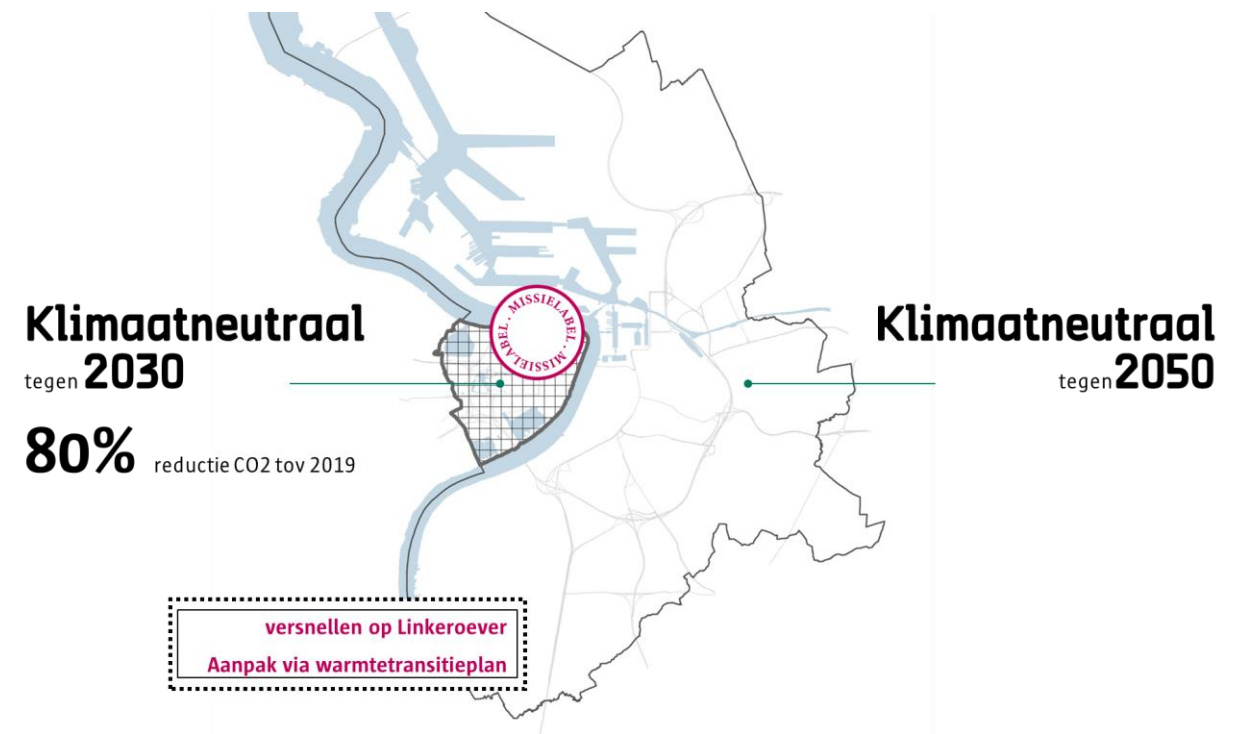 MISSIELABEL · MISSIELABEL ·
Klimaatneutraal
tegen 2030
80% reductie CO2 tov 2019
Klimaatneutraal
tegen 2050
versnellen op Linkeroever
Aanpak via warmtetransitieplan